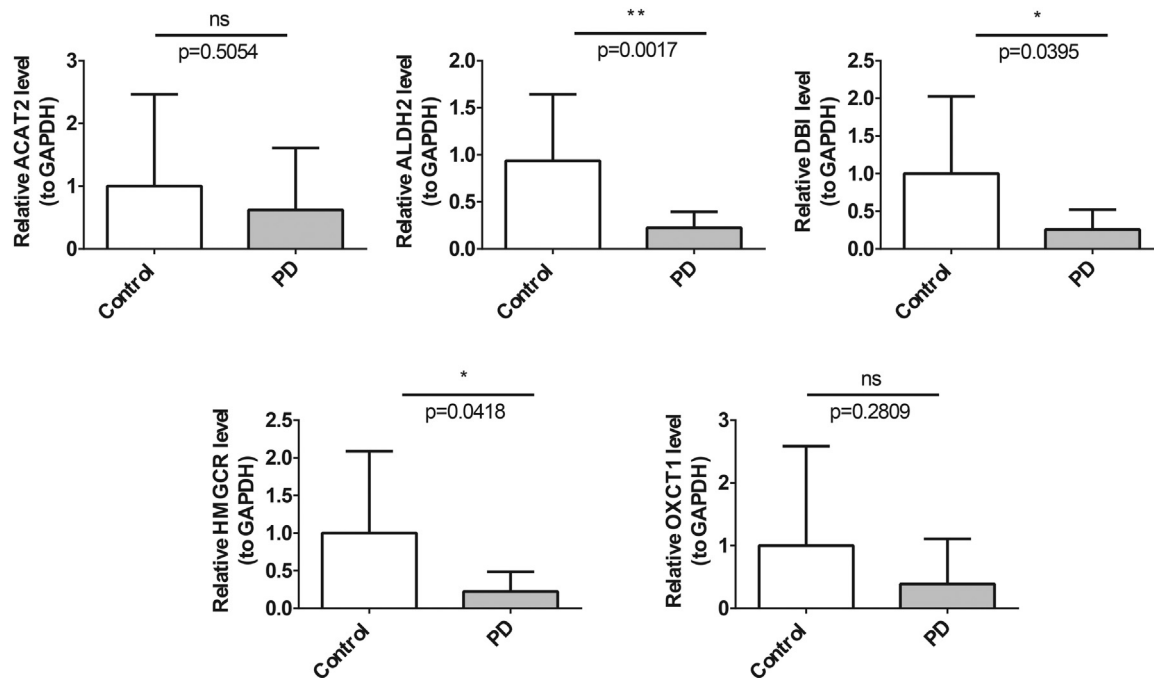 ns
p=0.5054
Relative ACAT2 level
(to GAPDH)
3
2
1
0
Control
PD
**
p=0.0017
Relative ALDH2 level
(to GAPDH)
2.0
1.5
1.0
0.5
0.0
Control
PD
*
p=0.0395
Relative DBI level
(to GAPDH)
2.5
2.0
1.5
1.0
0.5
0.0
Control
PD
*
p=0.0418
Relative HMGCR level
(to GAPDH)
2.5
2.0
1.5
1.0
0.5
0.0
Control
PD
ns
p=0.2809
Relative OXCT1 level
(to GAPDH)
3
2
1
0
Control
PD